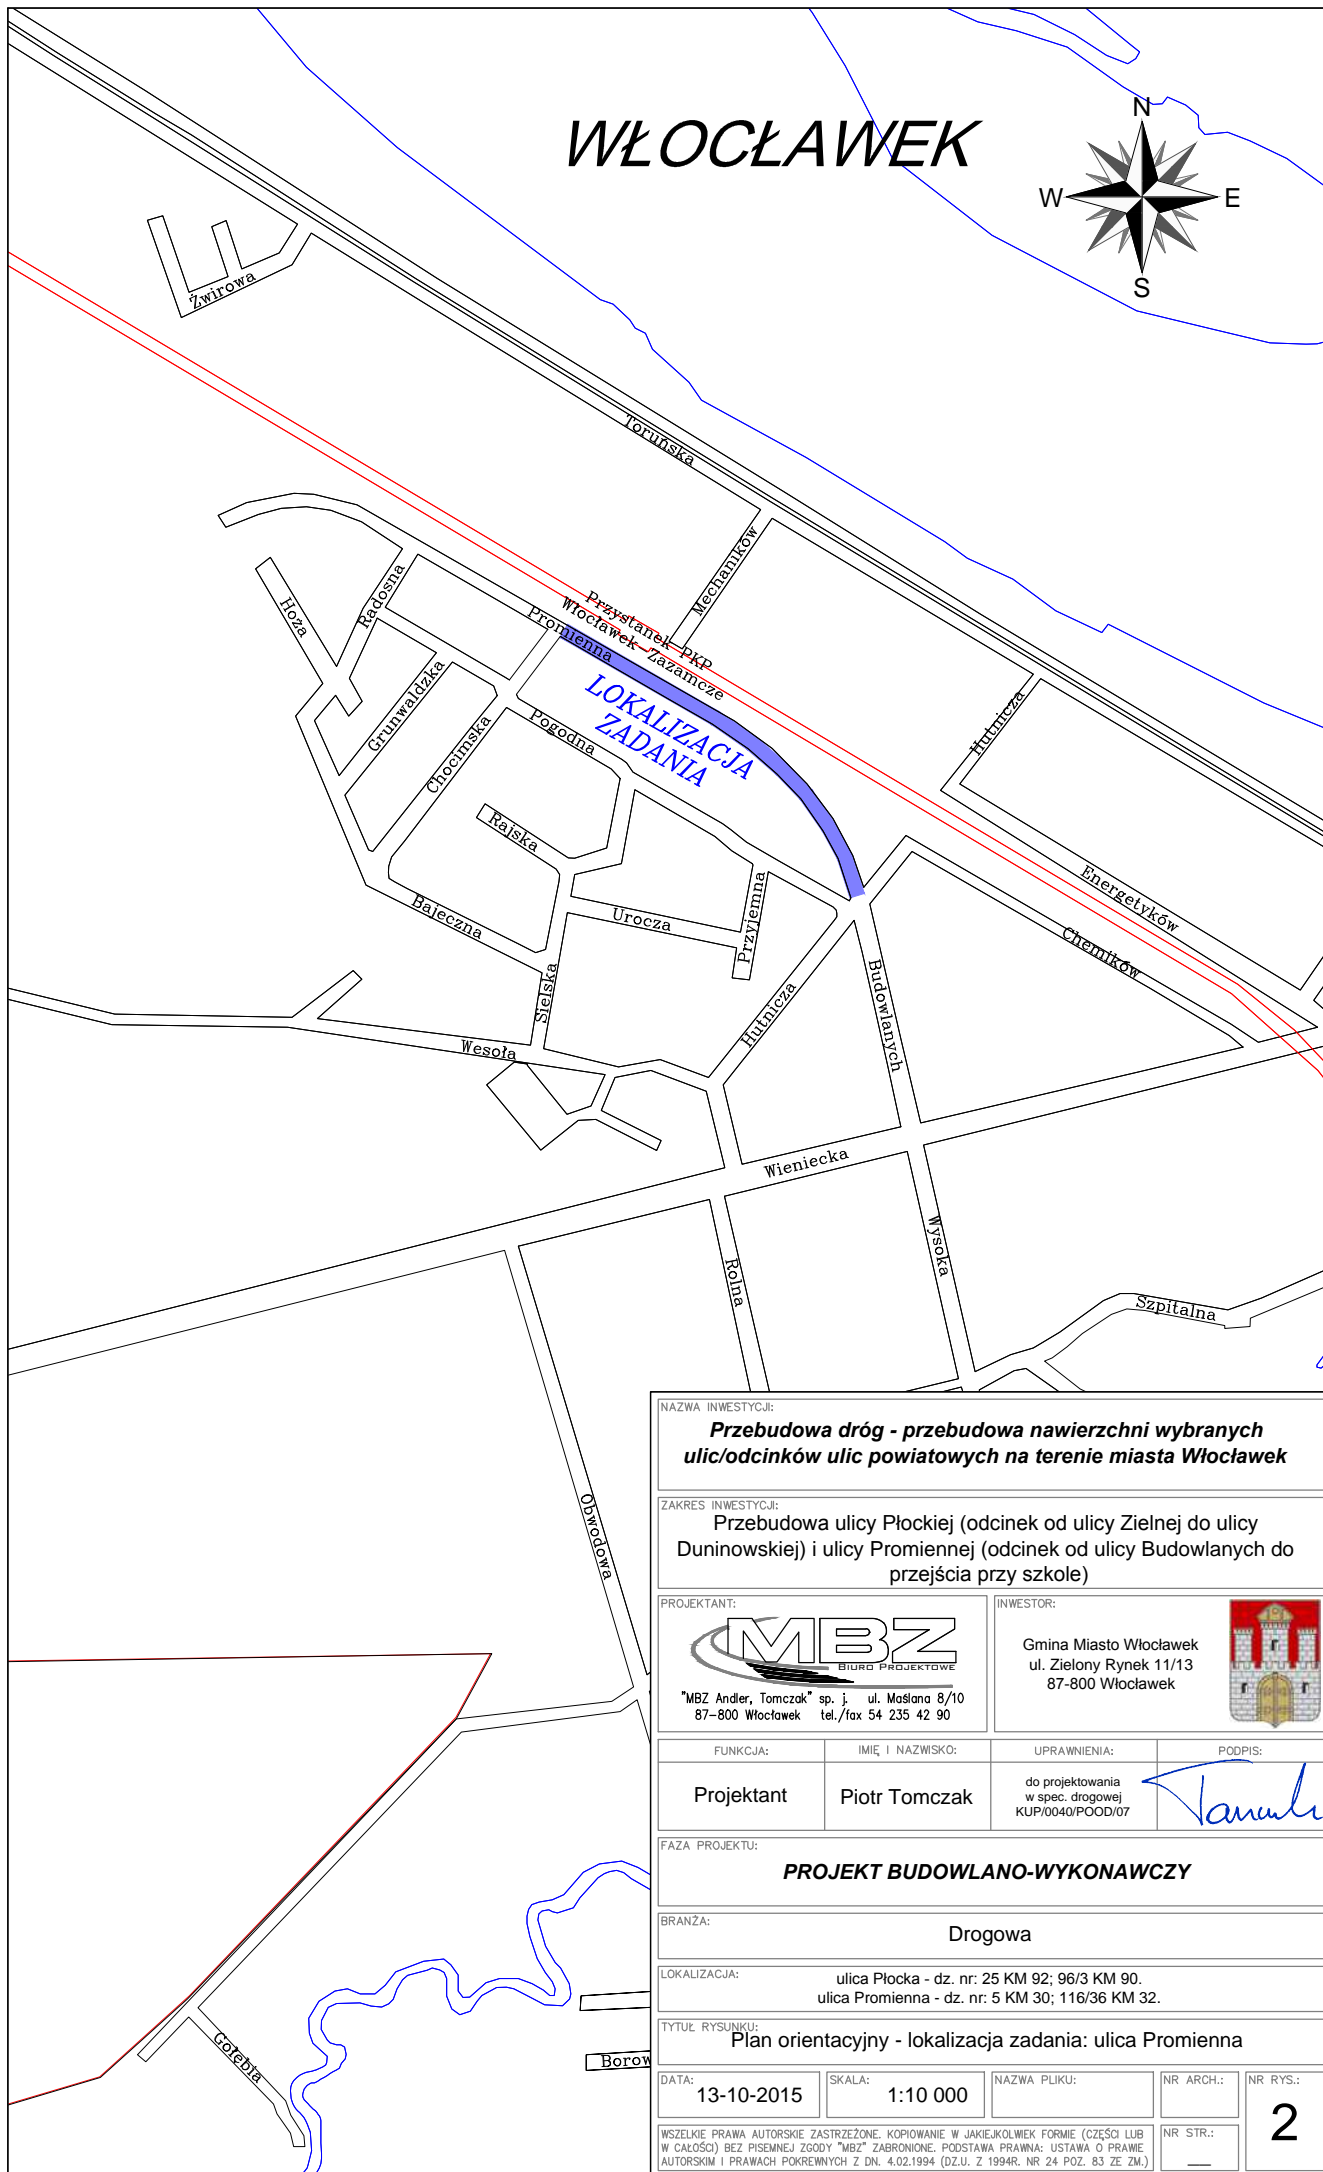 WŁOCŁAWEK
N
W
E
S
Żwirowa
Toruńska
Mechaników
Radosna
Hoża
Przystanek PKP
Włocławek-Zazamcze
Promienna
LOKALIZACJA
ZADANIA
Grunwaldzka
Chocimska
Pogodna
Hutnicza
Rajska
Energetyków
Bajeczna
Urocza
Przyjemna
Chemików
Sielska
Hutnicza
Budowlanych
Wesoła
Wieniecka
Wysoka
Rolna
Szpitalna
Obwodowa
Gołębia
Borow
NAZWA INWESTYCJI:
Przebudowa dróg - przebudowa nawierzchni wybranych
ulic/odcinków ulic powiatowych na terenie miasta Włocławek
ZAKRES INWESTYCJI:
Przebudowa ulicy Płockiej (odcinek od ulicy Zielnej do ulicy
Duninowskiej) i ulicy Promiennej (odcinek od ulicy Budowlanych do
przejścia przy szkole)
PROJEKTANT:
MBZ
BIURO PROJEKTOWE
"MBZ Andler, Tomczak" sp. j. ul. Maślana 8/10
87-800 Włocławek tel./fax 54 235 42 90
INWESTOR:
Gmina Miasto Włocławek
ul. Zielony Rynek 11/13
87-800 Włocławek
FUNKCJA: IMIĘ I NAZWISKO: UPRAWNIENIA: PODPIS:
Projektant
Piotr Tomczak
do projektowania
w spec. drogowej
KUP/0040/POOD/07
FAZA PROJEKTU:
PROJEKT BUDOWLANO-WYKONAWCZY
BRANŻA:
Drogowa
LOKALIZACJA:
ulica Płocka - dz. nr: 25 KM 92; 96/3 KM 90.
ulica Promienna - dz. nr: 5 KM 30; 116/36 KM 32.
TYTUŁ RYSUNKU:
Plan orientacyjny - lokalizacja zadania: ulica Promienna
DATA:
13-10-2015
SKALA:
1:10 000
NAZWA PLIKU:
NR ARCH.:
NR RYS.:
2
WSZELKIE PRAWA AUTORSKIE ZASTRZEŻONE. KOPIOWANIE W JAKIEJKOLWIEK FORMIE (CZĘŚCI LUB
W CAŁOŚCI) BEZ PISEMNEJ ZGODY "MBZ" ZABRONIONE. PODSTAWA PRAWNA: USTAWA O PRAWIE
AUTORSKIM I PRAWACH POKREWNYCH Z DN. 4.02.1994 (DZ.U. Z 1994R. NR 24 POZ. 83 ZE ZM.)
NR STR.: